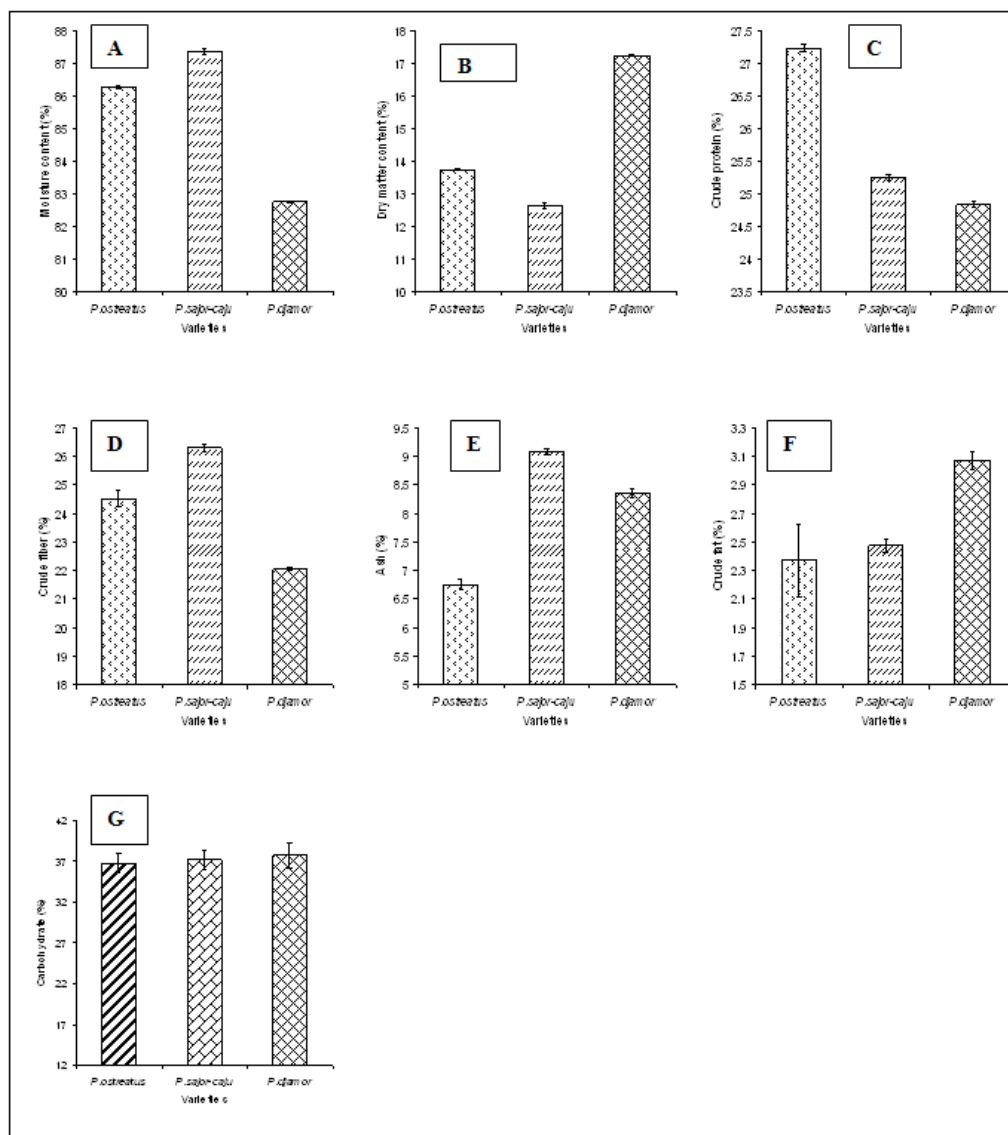 A
Moisture content (%)
88
87
86
85
84
83
82
81
80
P.ostreatus P.sajor-caju P.djamor
Varieties
B
Dry matter content (%)
18
17
16
15
14
13
12
11
10
P.ostreatus P.sajor-caju P.djamor
Varieties
C
Crude protein (%)
27.5
27
26.5
26
25.5
25
24.5
24
23.5
P.ostreatus P.sajor-caju P.djamor
Varieties
D
Crude fiber (%)
27
26
25
24
23
22
21
20
19
18
P.ostreatus P.sajor-caju P.djamor
Varieties
E
Ash (%)
9.5
9
8.5
8
7.5
7
6.5
6
5.5
5
P.ostreatus P.sajor-caju P.djamor
Varieties
F
Crude fat (%)
3.3
3.1
2.9
2.7
2.5
2.3
2.1
1.9
1.7
1.5
P.ostreatus P.sajor-caju P.djamor
Varieties
G
Carbohydrate (%)
42
37
32
27
22
17
12
P.ostreatus P.sajor-caju P.djamor
Varieties